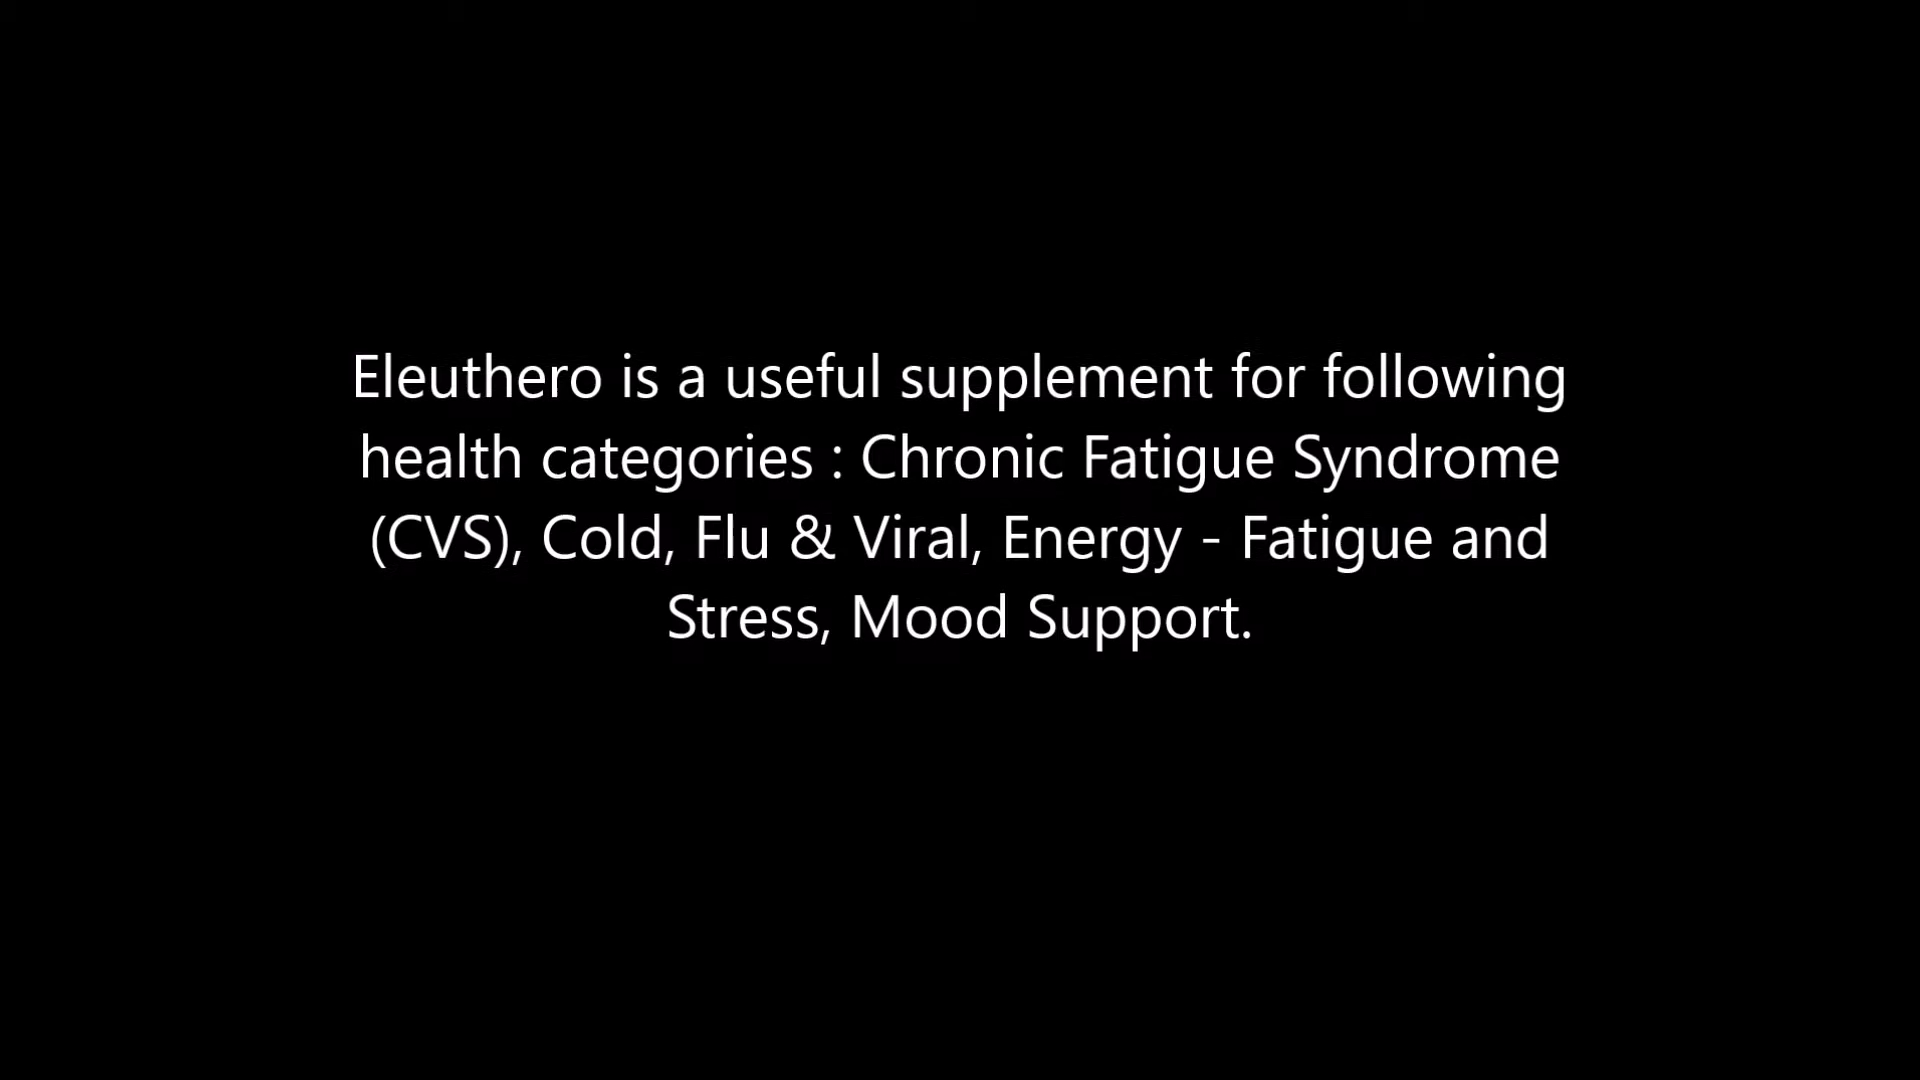 Eleuthero is a useful supplement for following
health categories : Chronic Fatigue Syndrome
(CVS), Cold, Flu & Viral, Energy - Fatigue and
Stress, Mood Support.